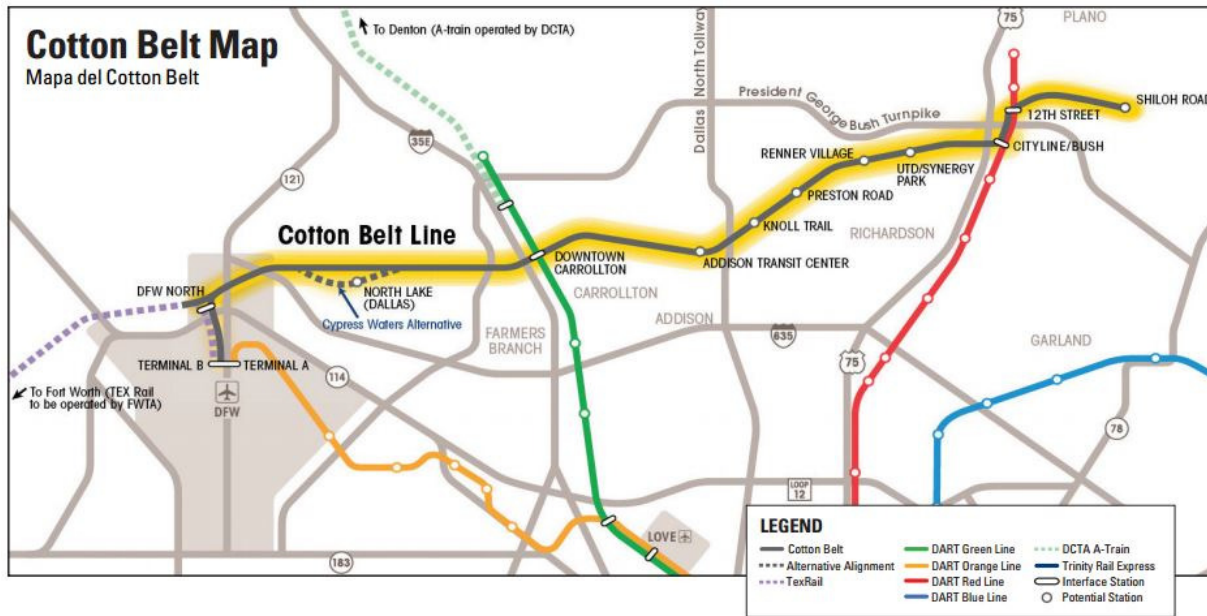 Cotton Belt Map
Mapa del Cotton Belt
To Denton (A-train operated by DCTA)
75
PLANO
Dallas North Tollway
President George Bush Turnpike
SHILOH ROAD
12TH STREET
35E
CITYLINE/BUSH
RENNER VILLAGE
UTD/SYNERGY
PARK
121
PRESTON ROAD
KNOLL TRAIL
RICHARDSON
Cotton Belt Line
DOWNTOWN
CARROLLTON
ADDISON TRANSIT CENTER
DFW NORTH
NORTH LAKE
(DALLAS)
CARROLLTON
Cypress Waters Alternative
ADDISON
FARMERS
BRANCH
635
GARLAND
TERMINAL B
TERMINAL A
75
114
To Fort Worth (TEX Rail
to be operated by FWTA)
DFW
78
LOOP
12
LOVE
183
LEGEND
Cotton Belt
Alternative Alignment
TexRail
DART Green Line
DART Orange Line
DART Red Line
DART Blue Line
DCTA A-Train
Trinity Rail Express
Interface Station
Potential Station